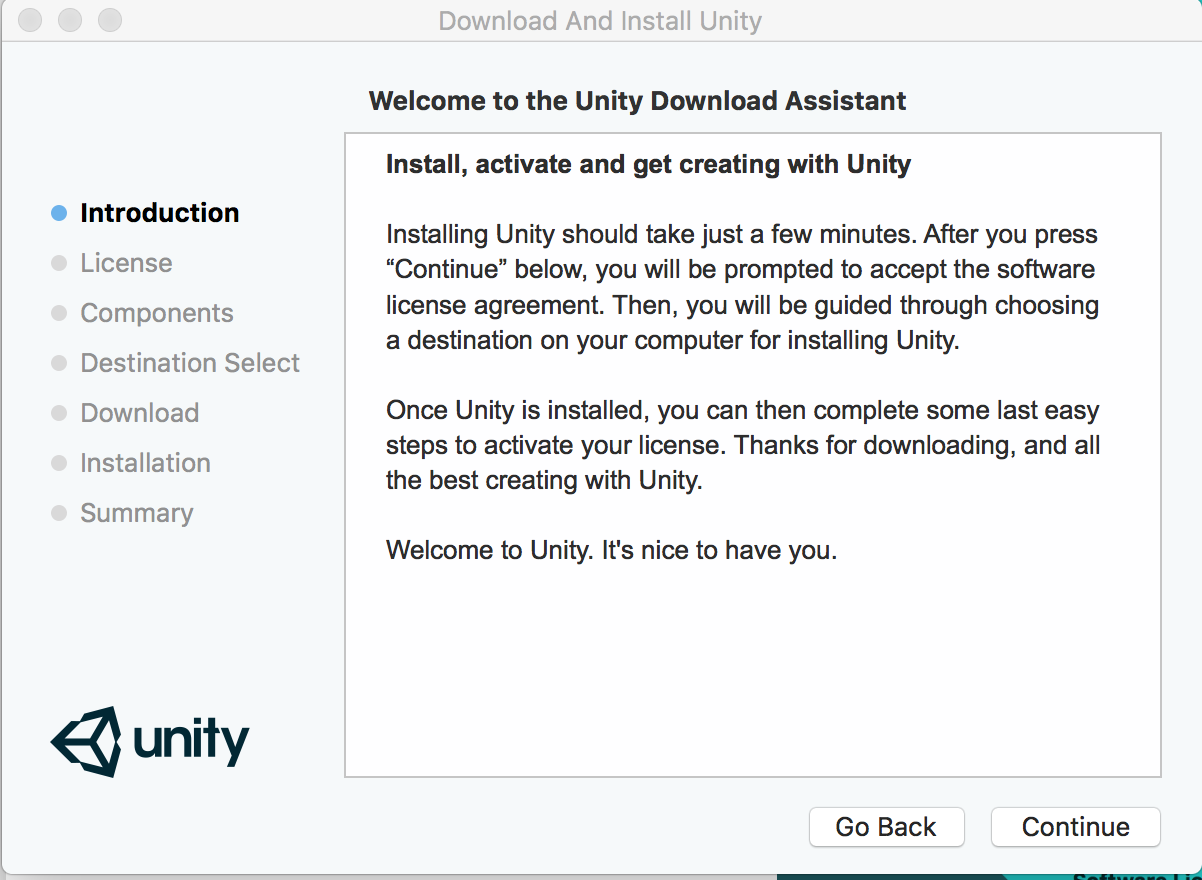 Download And Install Unity
Welcome to the Unity Download Assistant
Introduction
License
Components
Destination Select
Download
Installation
Summary
Install, activate and get creating with Unity
Installing Unity should take just a few minutes. After you press
“Continue” below, you will be prompted to accept the software
license agreement. Then, you will be guided through choosing
a destination on your computer for installing Unity.
Once Unity is installed, you can then complete some last easy
steps to activate your license. Thanks for downloading, and all
the best creating with Unity.
Welcome to Unity. It's nice to have you.
unity
Go Back
Continue
Software